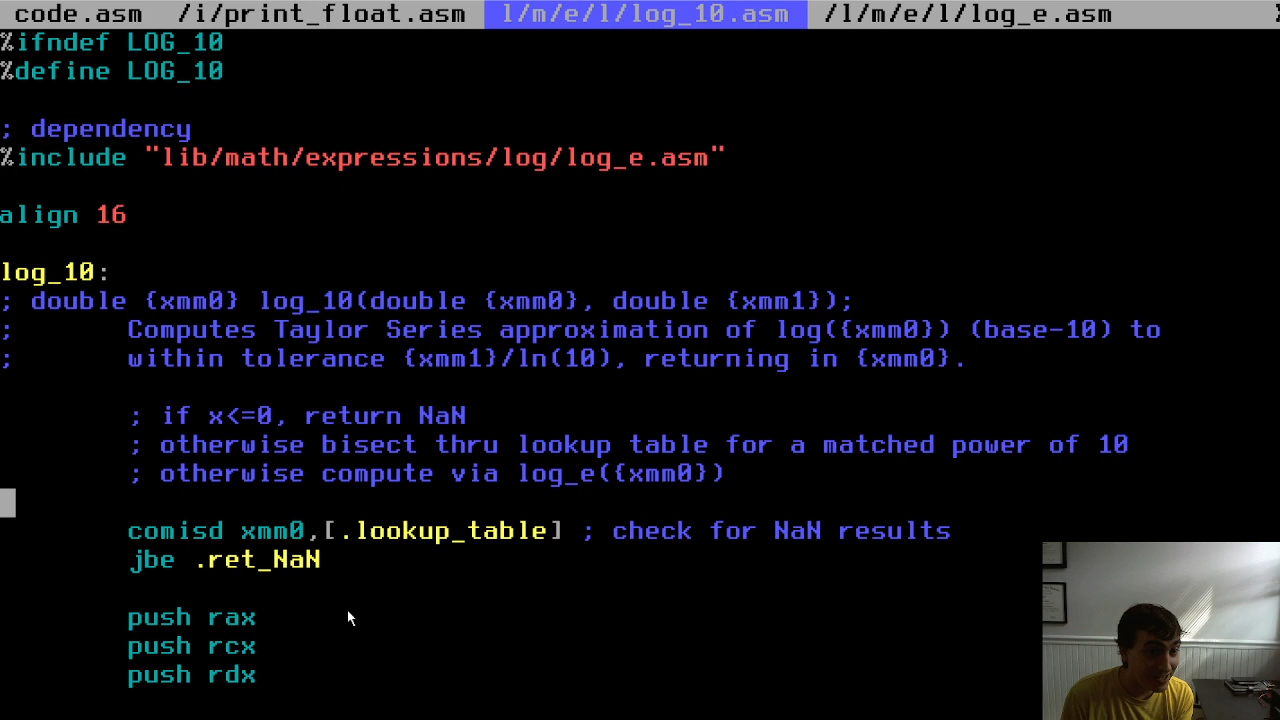 code.asm /i/print_float.asm l/m/e/l/log_10.asm /l/m/e/l/log_e.asm
%ifndef LOG_10
%define LOG_10
; dependency
%include "lib/math/expressions/log/log_e.asm"
align 16
log_10:
; double {xmm0} log_10(double {xmm0}, double {xmm1});
; Computes Taylor Series approximation of log({xmm0}) (base-10) to
; within tolerance {xmm1}/ln(10), returning in {xmm0}.
; if x<=0, return NaN
; otherwise bisect thru lookup table for a matched power of 10
; otherwise compute via log_e({xmm0})
comisd xmm0,[.lookup_table] ; check for NaN results
jbe .ret_NaN
push rax
push rcx
push rdx